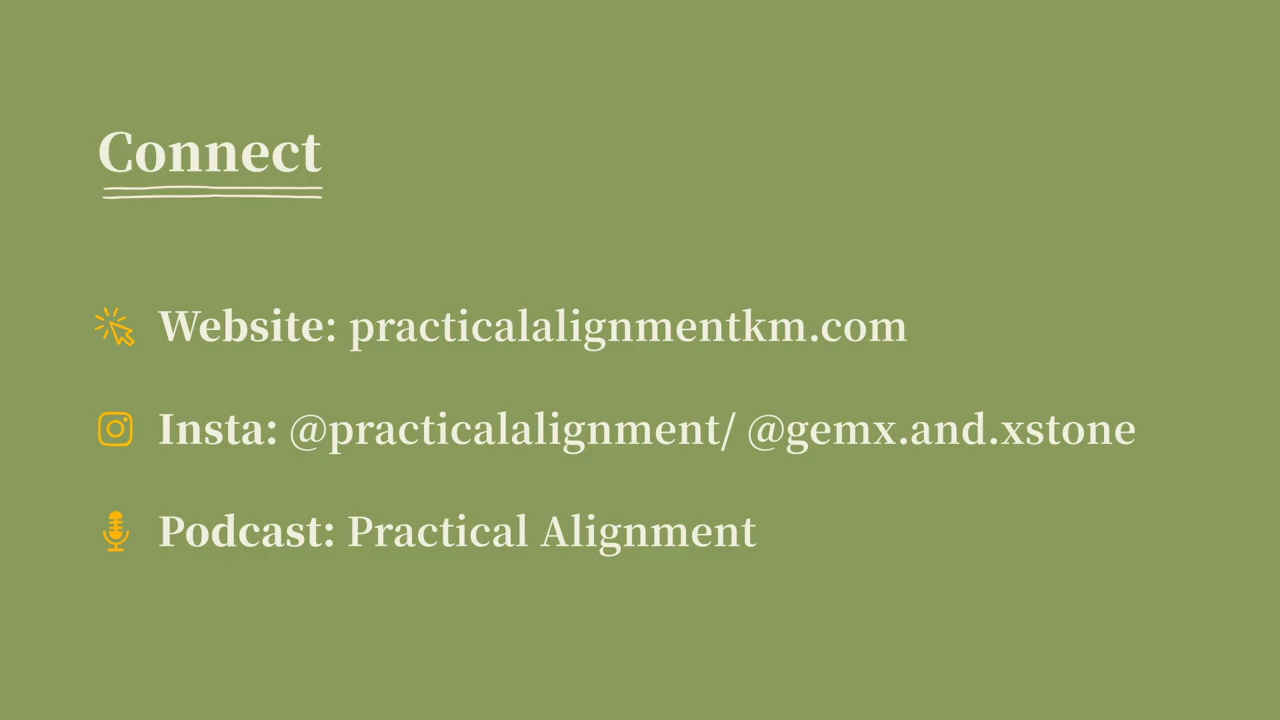 Connect
Website: practicalalignmentkm.com
Insta: @practicalalignment/ @gemx.and.xstone
Podcast: Practical Alignment